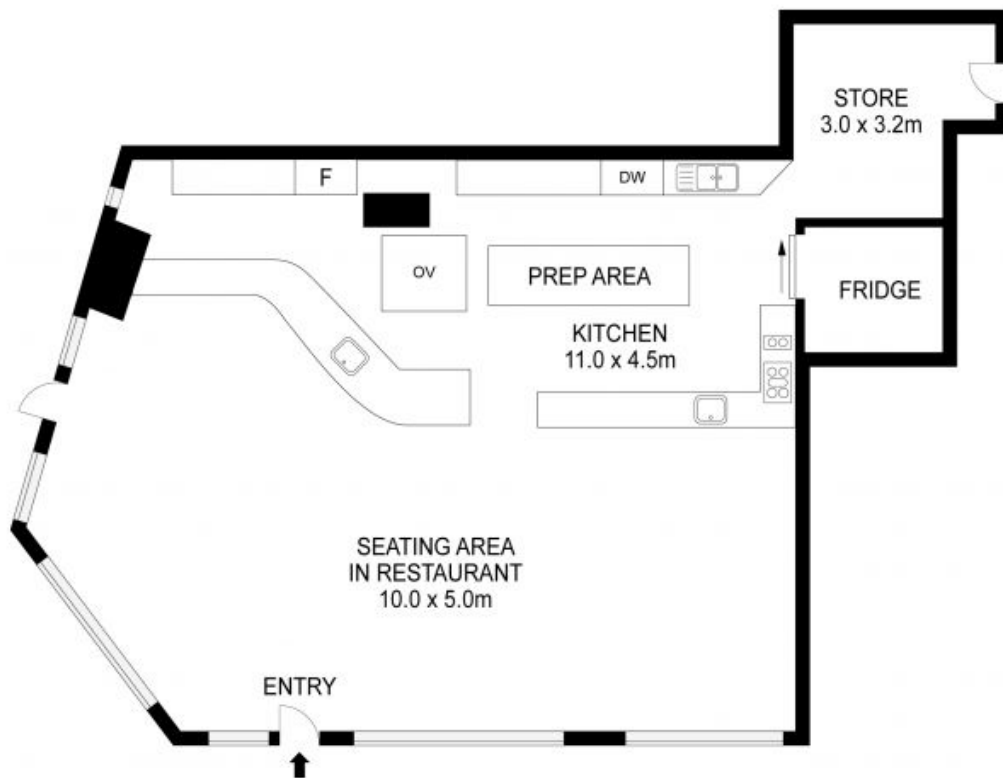 STORE
3.0 x 3.2m
F
DW
OV
PREP AREA
FRIDGE
KITCHEN
11.0 x 4.5m
SEATING AREA
IN RESTAURANT
10.0 x 5.0m
ENTRY